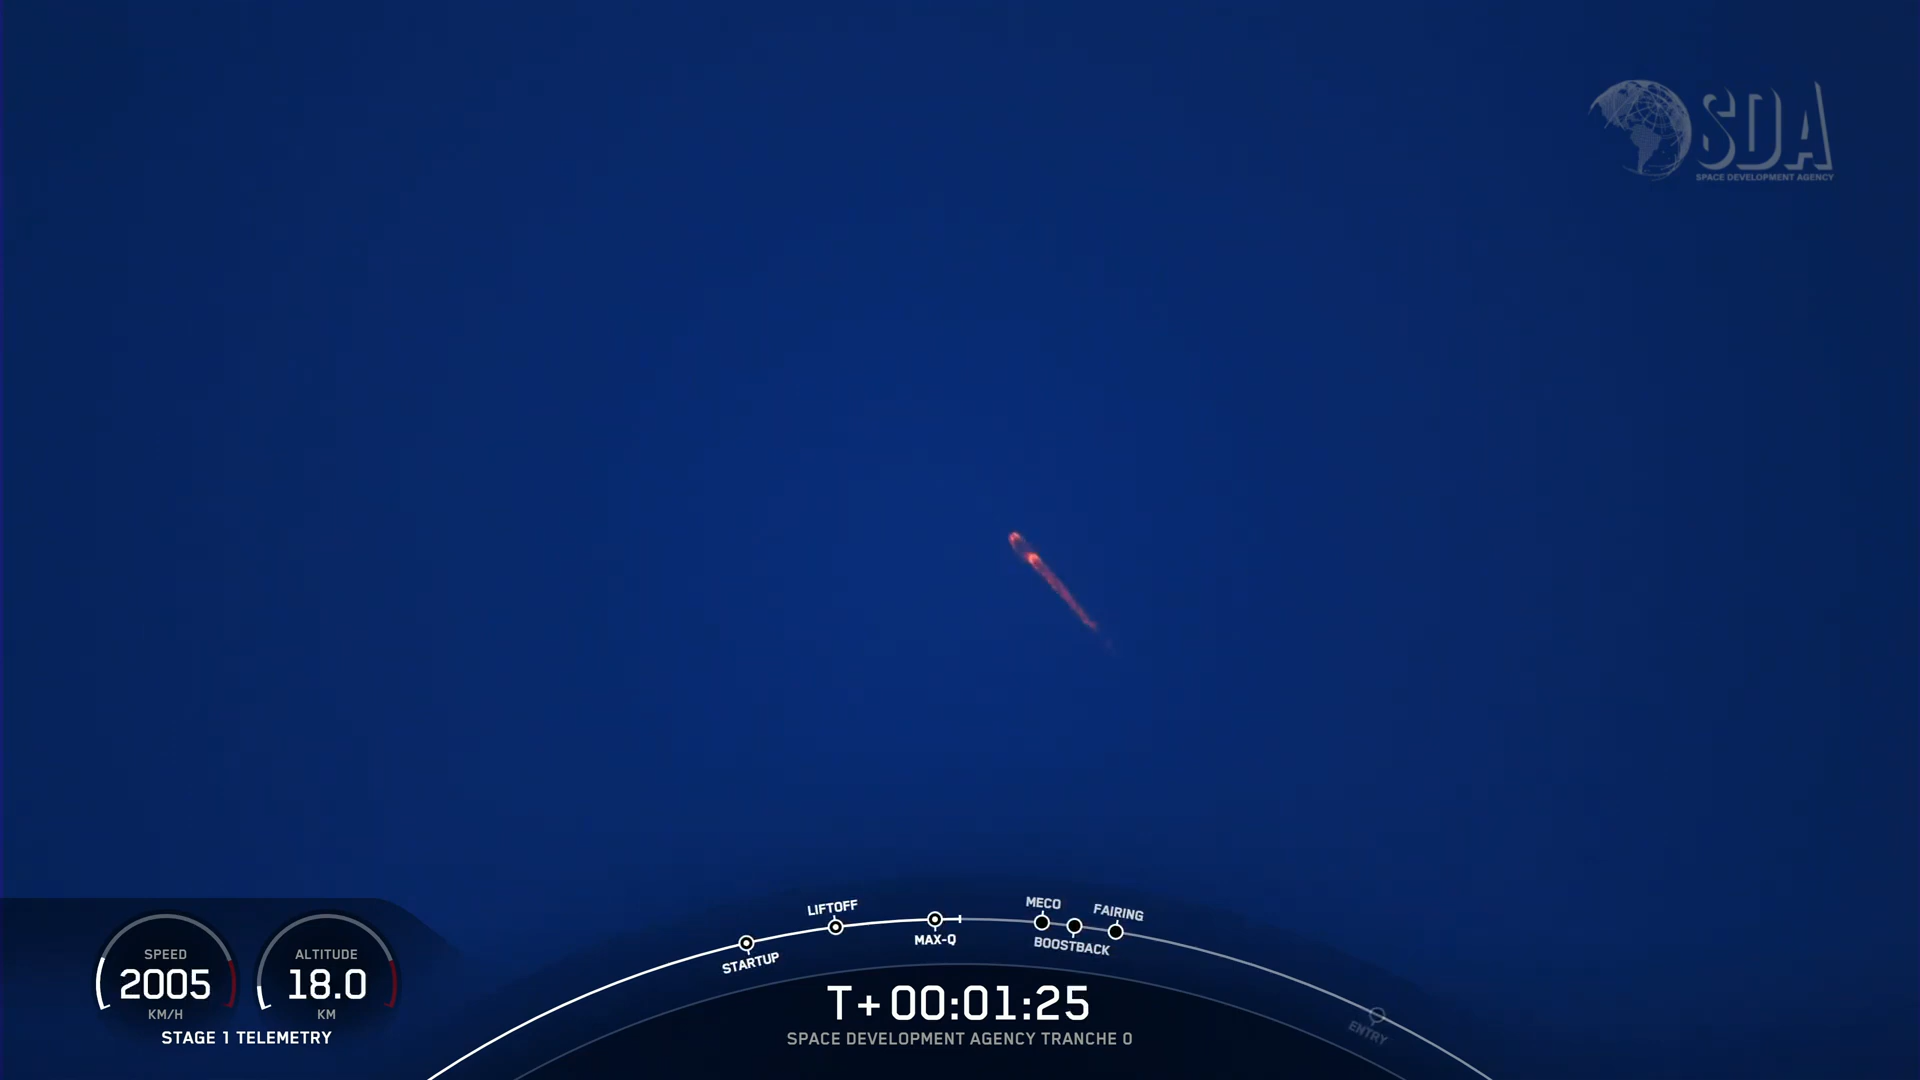 SDA
SPACE DEVELOPMENT AGENCY
SPEED
2005
KM/H
ALTITUDE
18.0
KM
STAGE 1 TELEMETRY
STARTUP
LIFTOFF
MAX-Q
MECO
BOOSTBACK
FAIRING
ENTRY
T+00:01:25
SPACE DEVELOPMENT AGENCY TRANCHE 0